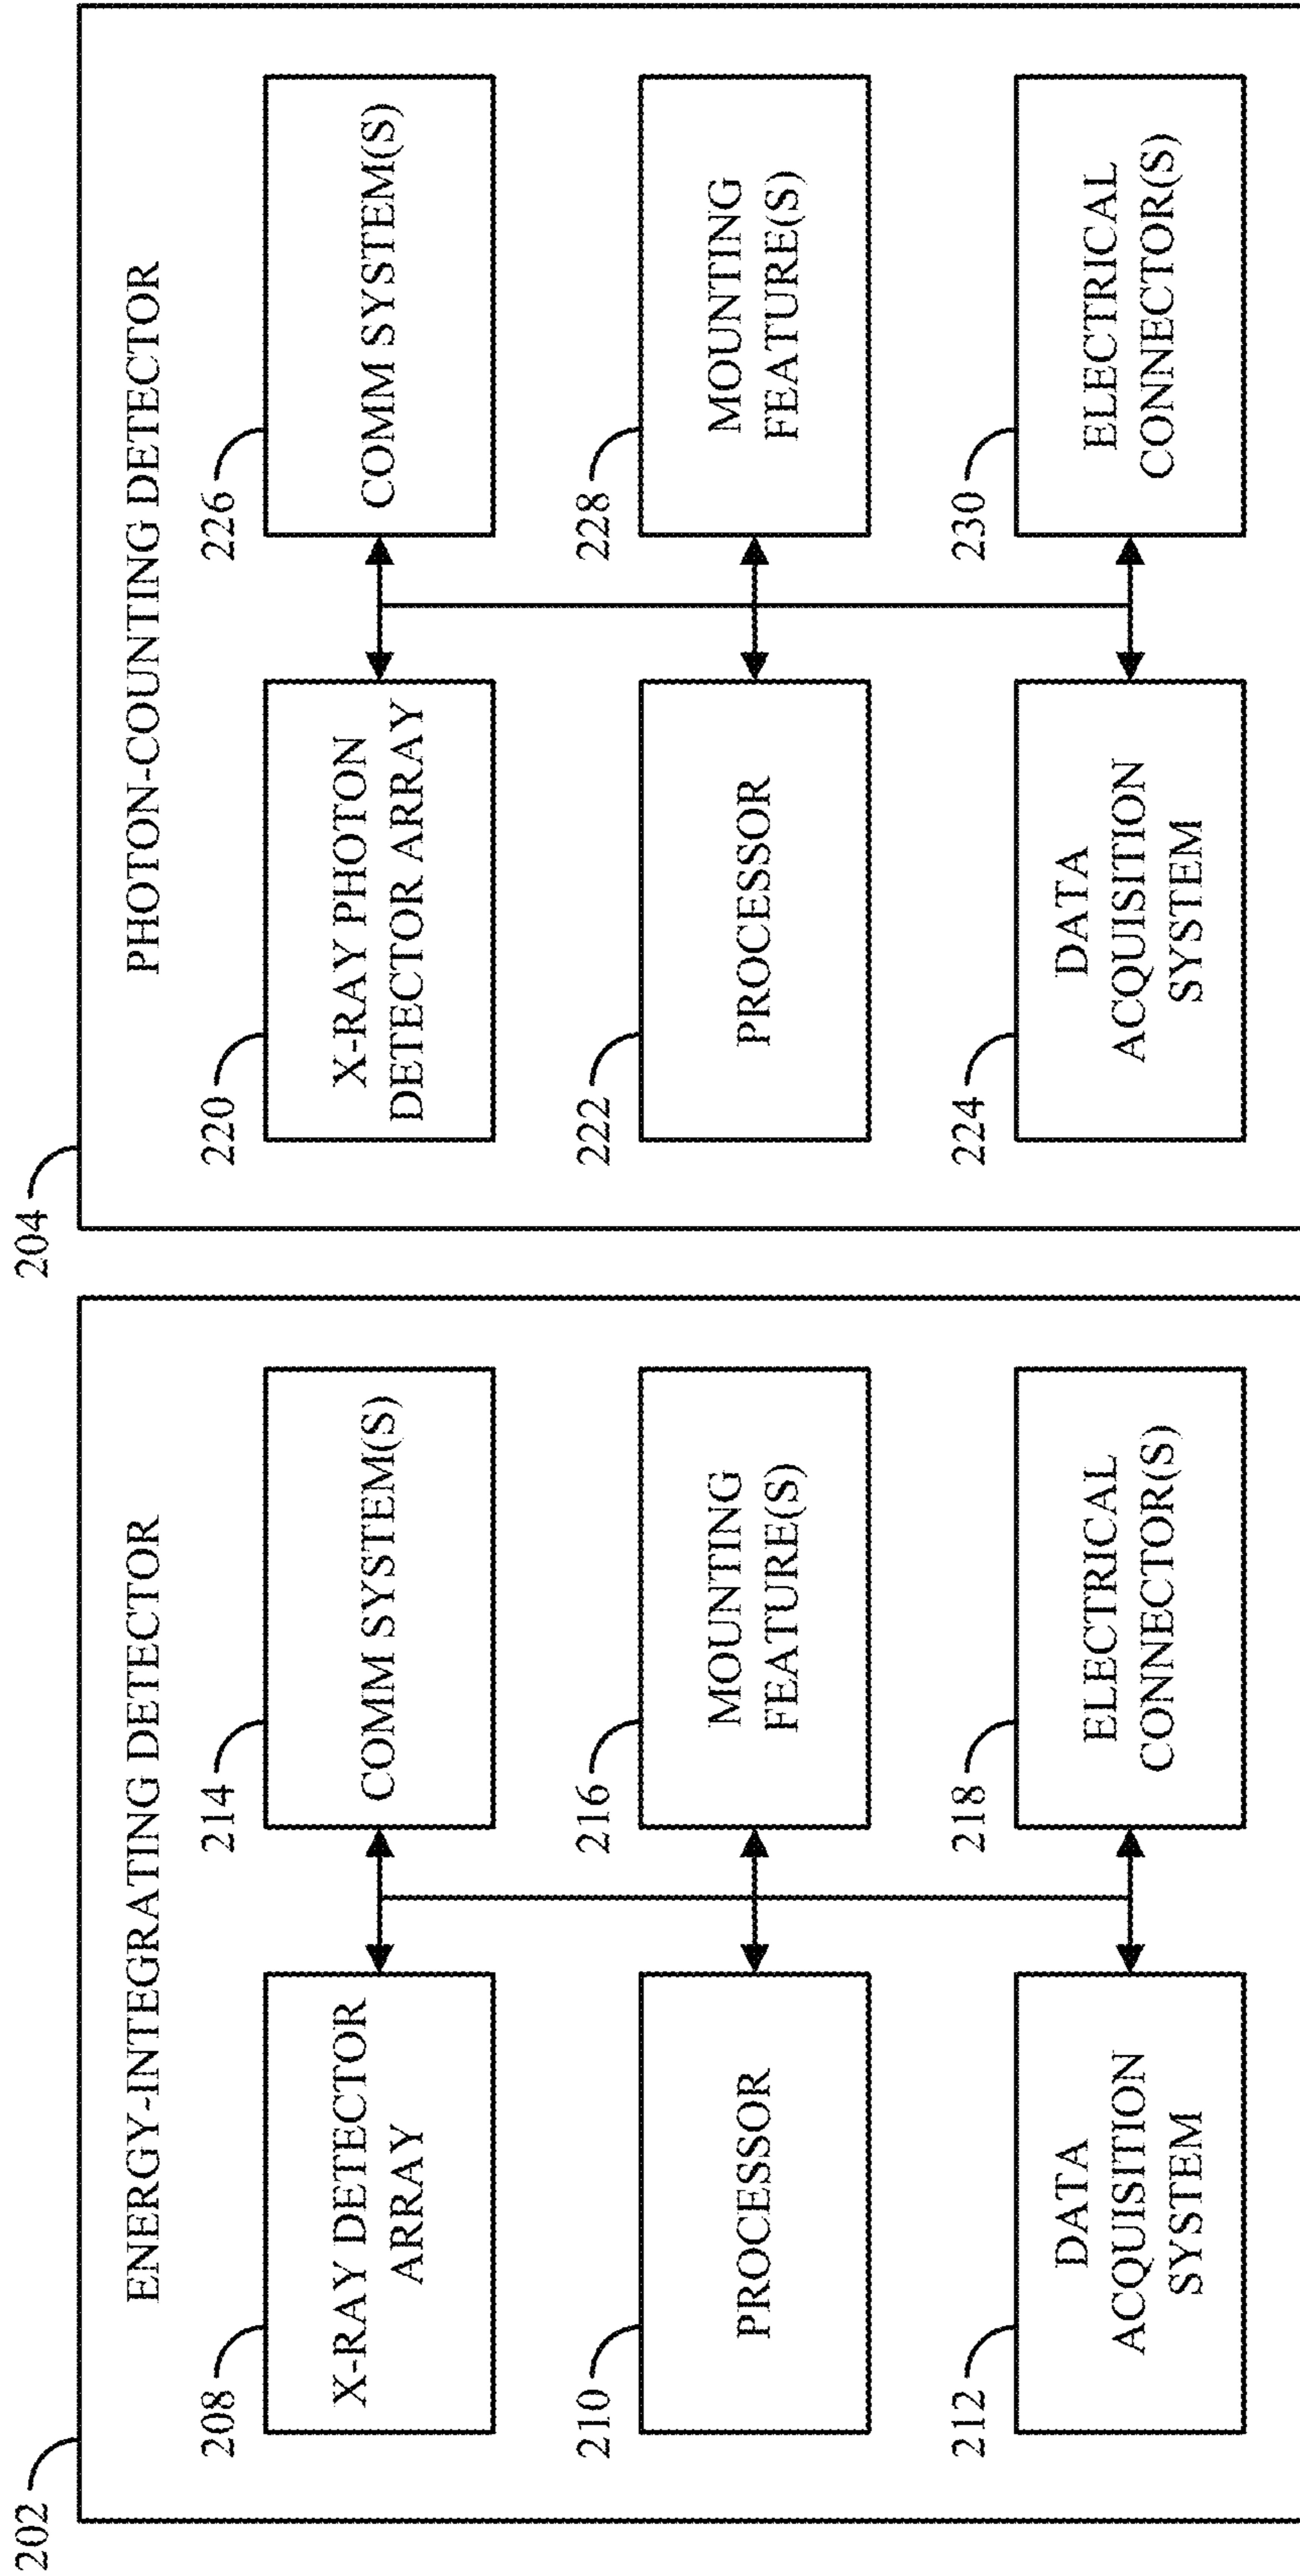 202
ENERGY-INTEGRATING DETECTOR
208
X-RAY DETECTOR
ARRAY
214
COMM SYSTEM(S)
210
PROCESSOR
216
MOUNTING
FEATURE(S)
212
DATA
ACQUISITION
SYSTEM
218
ELECTRICAL
CONNECTOR(S)
204
PHOTON-COUNTING DETECTOR
220
X-RAY PHOTON
DETECTOR ARRAY
226
COMM SYSTEM(S)
222
PROCESSOR
228
MOUNTING
FEATURE(S)
224
DATA
ACQUISITION
SYSTEM
230
ELECTRICAL
CONNECTOR(S)